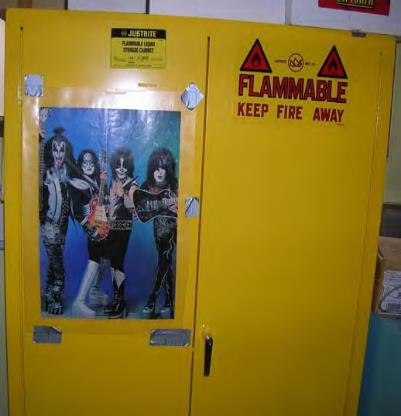 JUSTRITE
FLAMMABLE LIQUID
STORAGE CABINET
FLAMMABLE
KEEP FIRE AWAY